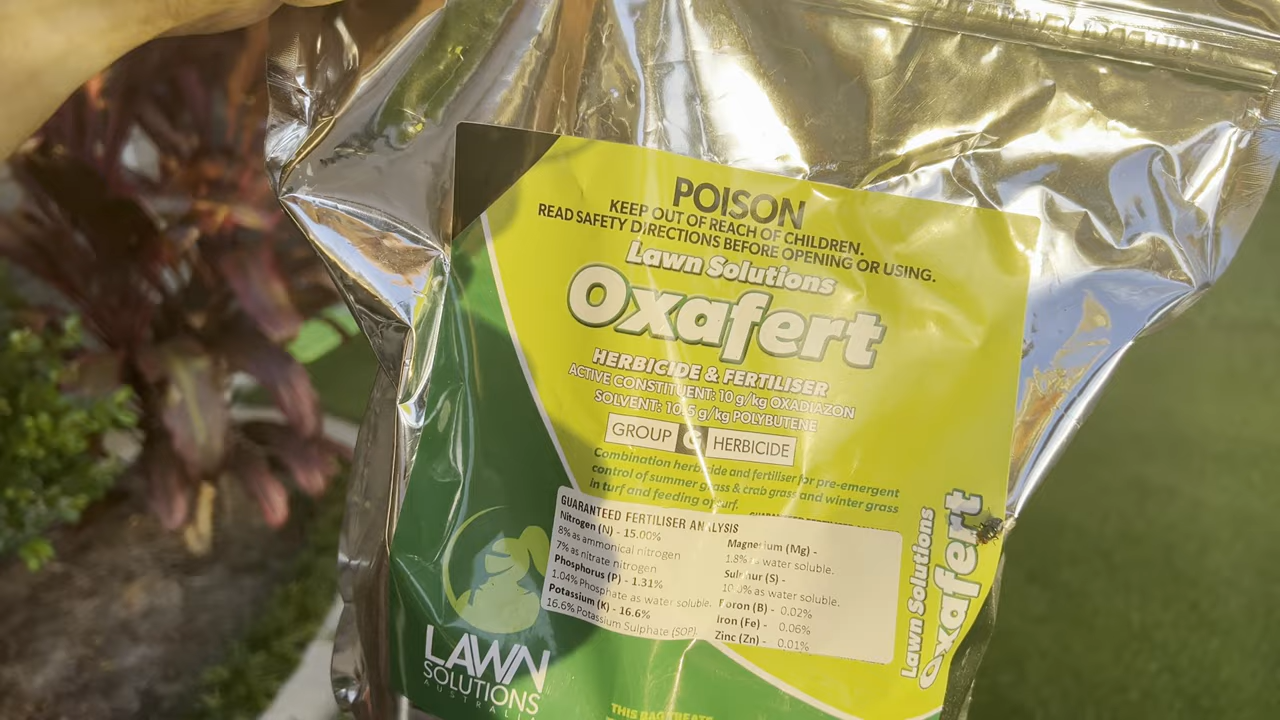 POISON
KEEP OUT OF REACH OF CHILDREN.
READ SAFETY DIRECTIONS BEFORE OPENING OR USING.
Lawn Solutions
Oxafert
HERBICIDE & FERTILISER
ACTIVE CONSTITUENT: 10 g/kg OXADIAZON
SOLVENT: 10.5 g/kg POLYBUTENE
GROUP G HERBICIDE
Combination herbicide and fertiliser for pre-emergent
control of summer grass & crab grass and winter grass
in turf and feeding of turf.
GUARANTEED FERTILISER ANALYSIS
Nitrogen (N) - 15.00%
8% as ammonical nitrogen
7% as nitrate nitrogen
Phosphorus (P) - 1.31%
1.04% Phosphate as water soluble.
Potassium (K) - 16.6%
16.6% Potassium Sulphate (SOP).
Magnesium (Mg) -
1.8% as water soluble.
Sulphur (S) -
10.0% as water soluble.
Boron (B) - 0.02%
Iron (Fe) - 0.06%
Zinc (Zn) - 0.01%
Lawn Solutions
Oxafert
LAWN
SOLUTIONS
AUSTRALIA
THIS BAG TREATS